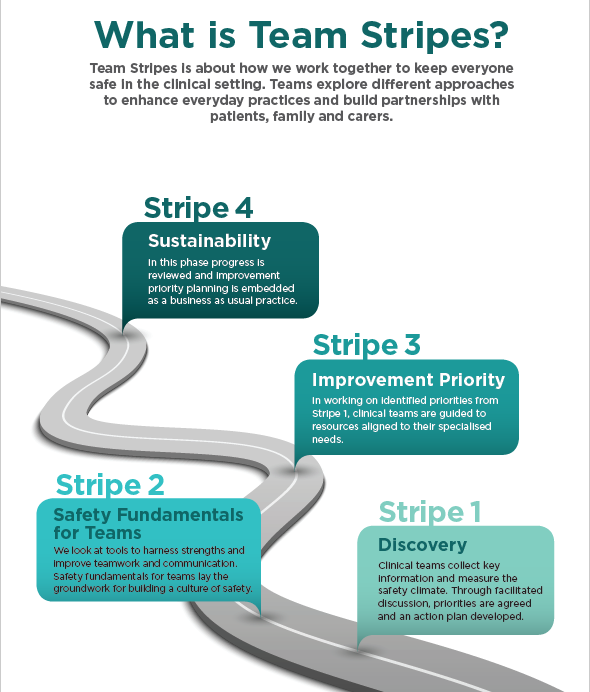 What is Team Stripes?
Team Stripes is about how we work together to keep everyone
safe in the clinical setting. Teams explore different approaches
to enhance everyday practices and build partnerships with
patients, family and carers.
Stripe 4
Sustainability
In this phase progress is
reviewed and improvement
priority planning is embedded
as a business as usual practice.
Stripe 3
Improvement Priority
In working on identified priorities from
Stripe 1, clinical teams are guided to
resources aligned to their specialised
needs.
Stripe 2
Safety Fundamentals
for Teams
We look at tools to harness strengths and
improve teamwork and communication.
Safety fundamentals for teams lay the
groundwork for building a culture of safety.
Stripe 1
Discovery
Clinical teams collect key
information and measure the
safety climate. Through facilitated
discussion, priorities are agreed
and an action plan developed.